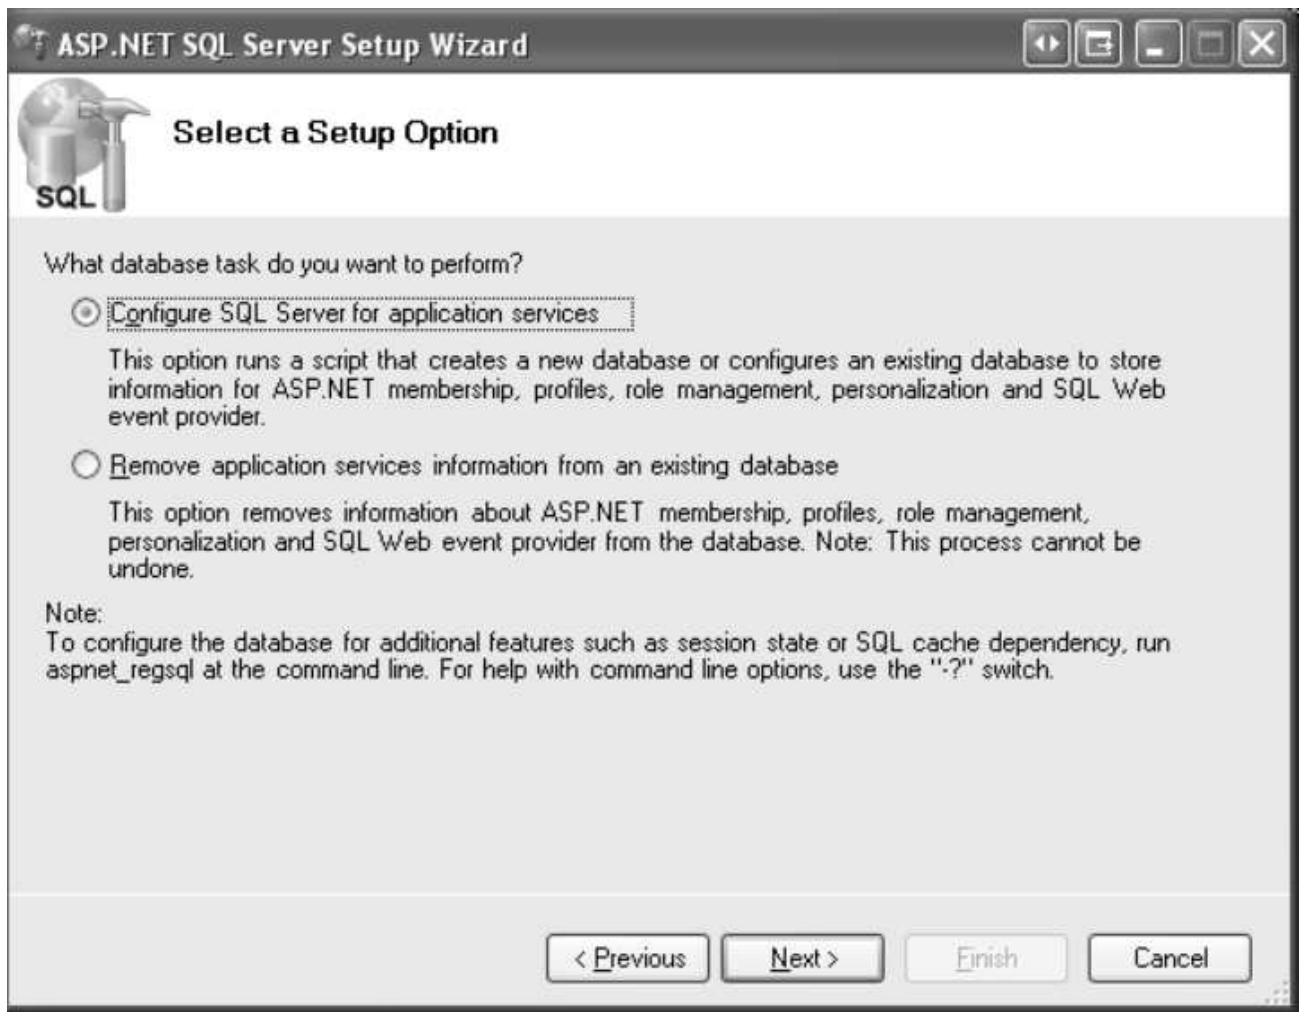 ASP.NET SQL Server Setup Wizard
Select a Setup Option
SQL
What database task do you want to perform?
Configure SQL Server for application services
This option runs a script that creates a new database or configures an existing database to store
information for ASP.NET membership, profiles, role management, personalization and SQL Web
event provider.
Remove application services information from an existing database
This option removes information about ASP.NET membership, profiles, role management,
personalization and SQL Web event provider from the database. Note: This process cannot be
undone.
Note:
To configure the database for additional features such as session state or SQL cache dependency, run
aspnet_regsql at the command line. For help with command line options, use the "-?" switch.
< Previous Next > Finish Cancel